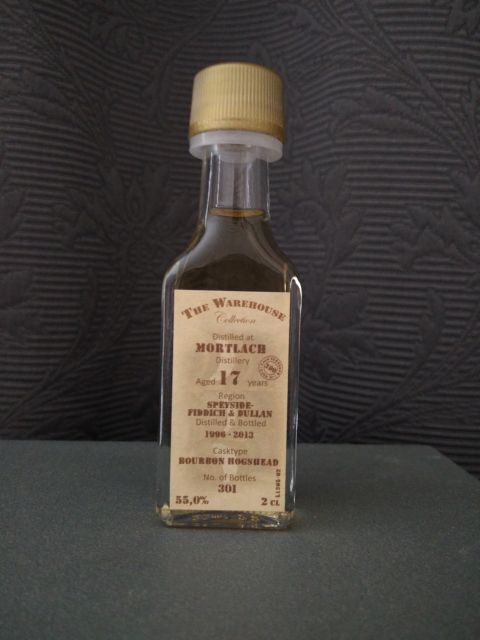 THE WAREHOUSE
Collection
Distilled at
MORTLACH
Distillery
Aged 17 years
Region
SPEYSIDE-
FIDDICH & DULLAN
Distilled & Bottled
1996 - 2013
Casktype
BOURBON HOGSHEAD
No. of Bottles
301
55,0%
2 CL